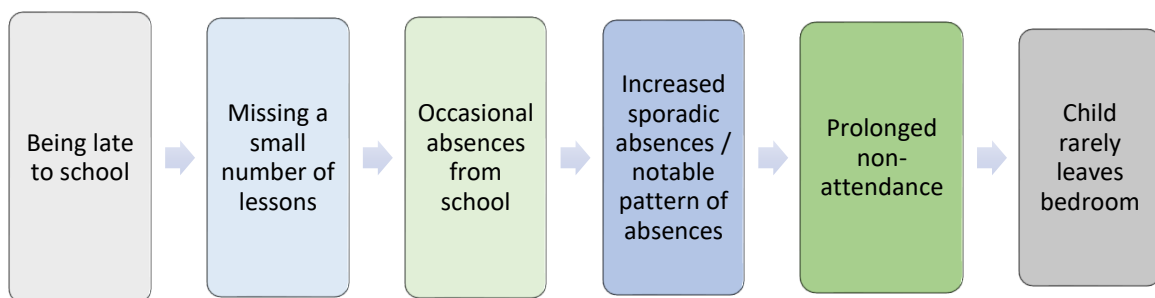 Being late
to school
Missing a
small
number of
lessons
Occasional
absences
from
school
Increased
sporadic
absences /
notable
pattern of
absences
Prolonged
non-
attendance
Child
rarely
leaves
bedroom